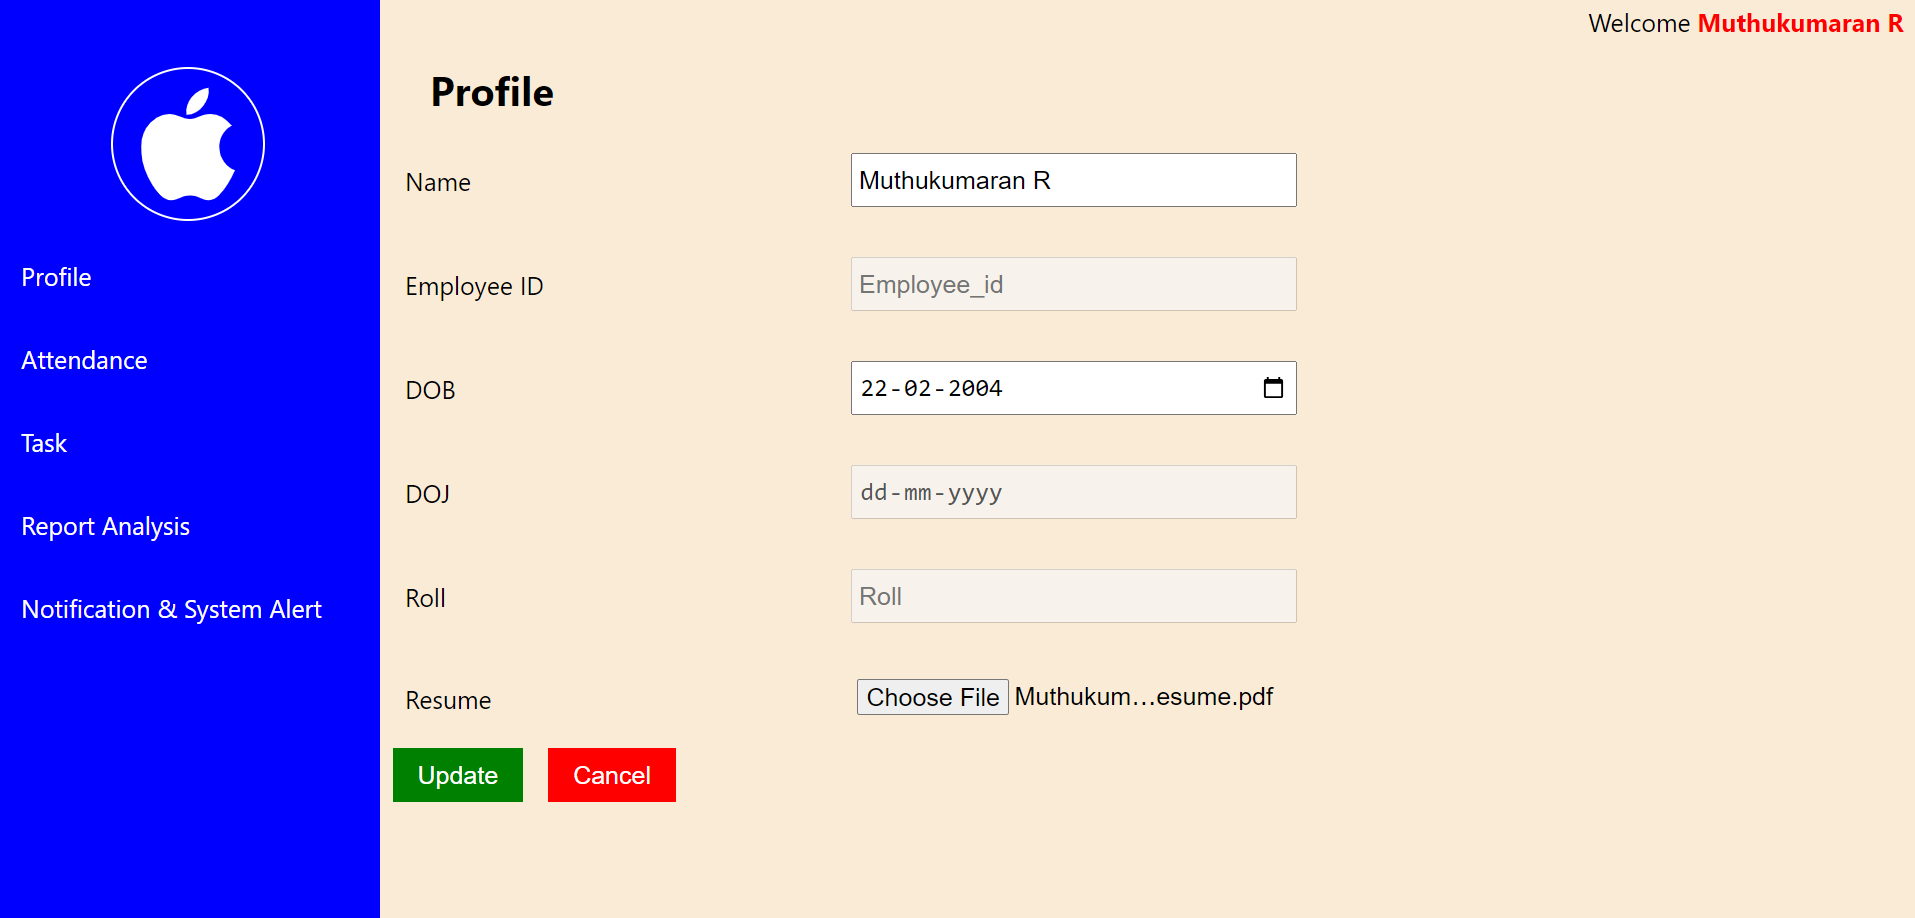 Welcome Muthukumaran R
Profile
Attendance
Task
Report Analysis
Notification & System Alert
Profile
Name
Muthukumaran R
Employee ID
Employee_id
DOB
22-02-2004
DOJ
dd-mm-yyyy
Roll
Roll
Resume
Choose File Muthukum...esume.pdf
Update
Cancel